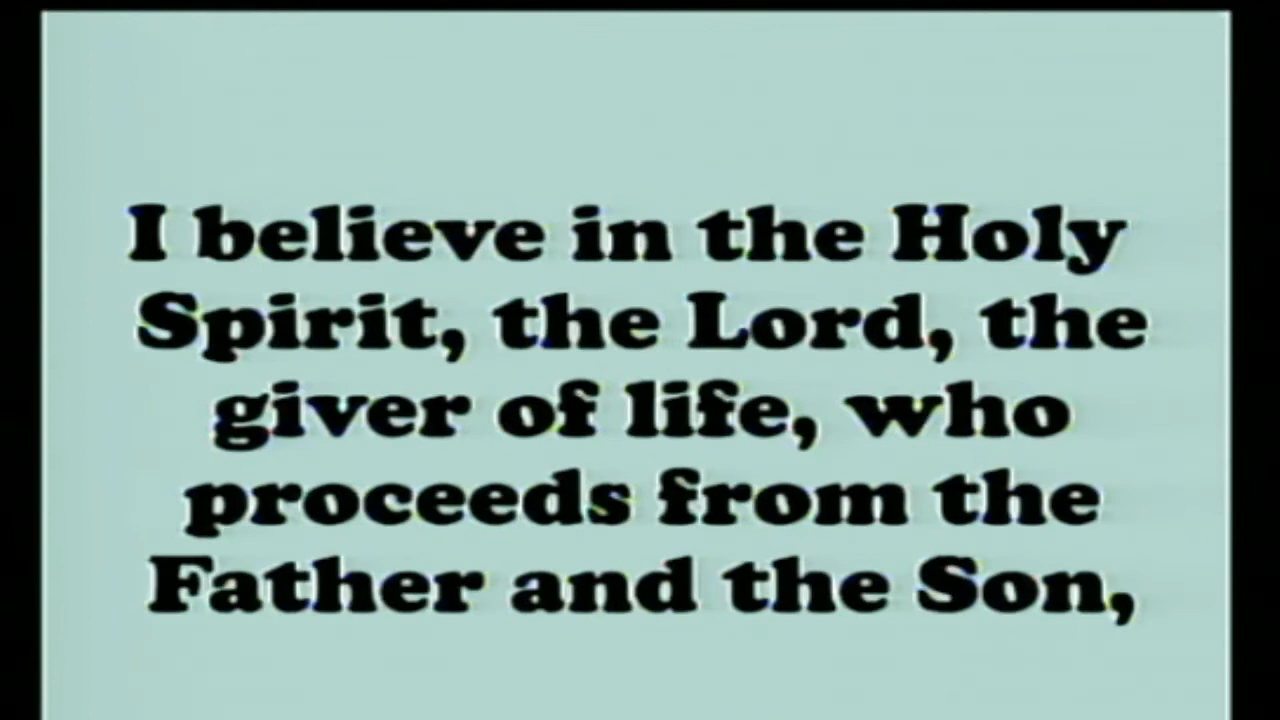 I believe in the Holy
Spirit, the Lord, the
giver of life, who
proceeds from the
Father and the Son,